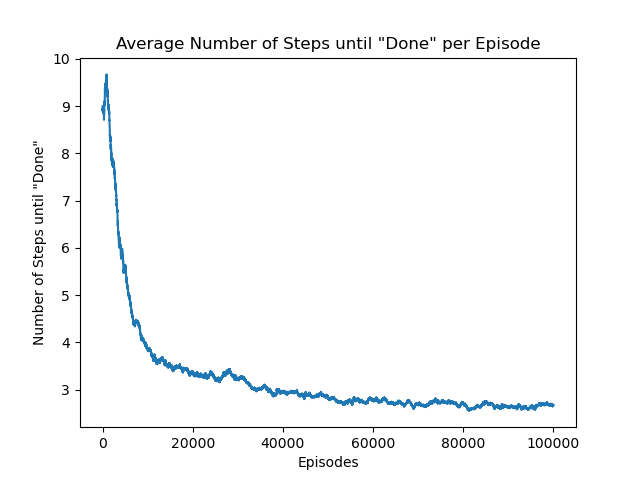 Average Number of Steps until "Done" per Episode
10
9
8
7
6
5
4
3
Number of Steps until "Done"
0 20000 40000 60000 80000 100000
Episodes